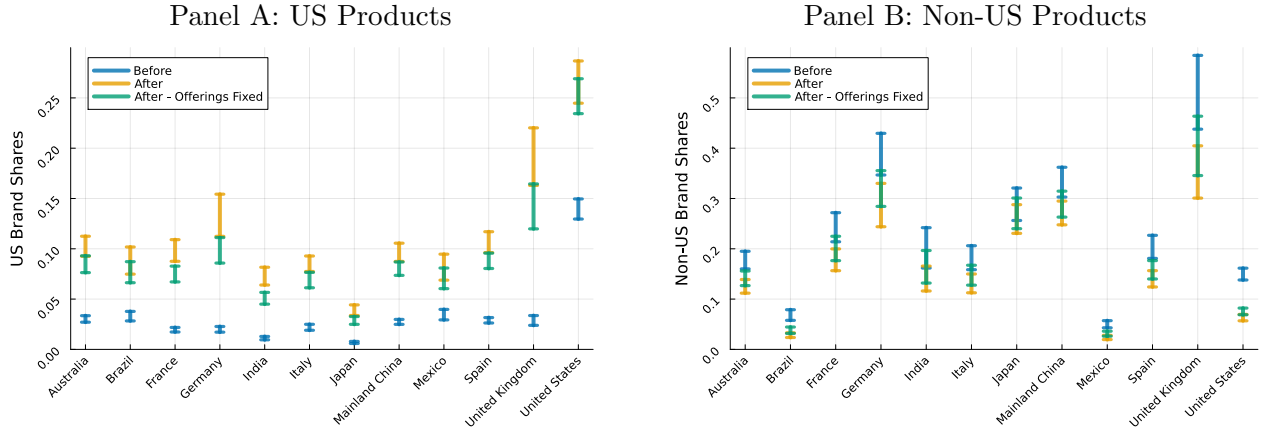 Panel A: US Products
US Brand Shares
0.25
0.20
0.15
0.10
0.05
0.00
Before
After
After – Offerings Fixed
Australia
Brazil
France
Germany
India
Italy
Japan
Mainland China
Mexico
Spain
United Kingdom
United States
Panel B: Non-US Products
Non-US Brand Shares
0.5
0.4
0.3
0.2
0.1
0.0
Before
After
After – Offerings Fixed
Australia
Brazil
France
Germany
India
Italy
Japan
Mainland China
Mexico
Spain
United Kingdom
United States